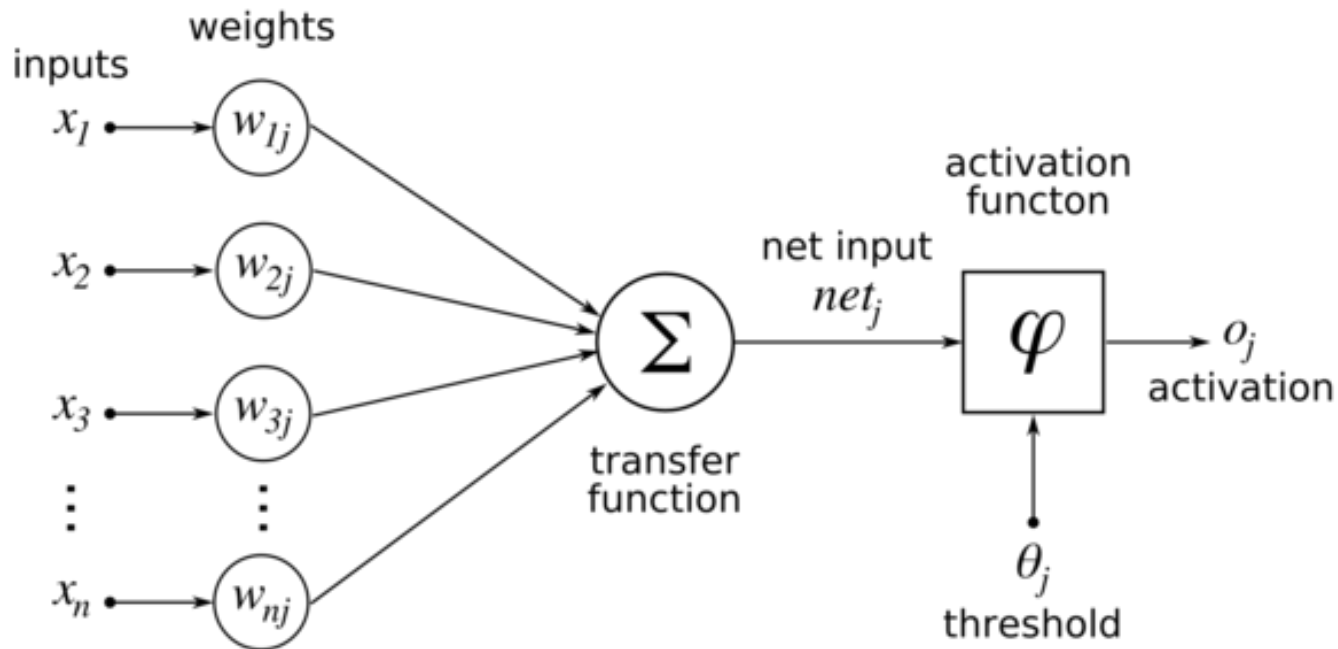 weights
inputs
x1
w1j
x2
w2j
x3
w3j
⋮
⋮
xn
wnj
Σ
transfer
function
net input
netj
activation
functon
φ
oj
activation
θj
threshold